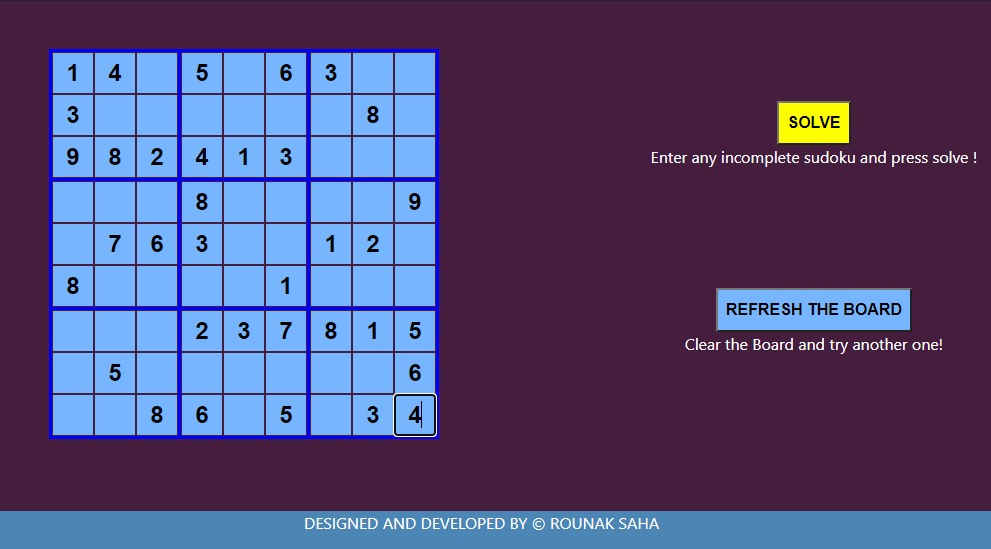 1 4 5 6 3
3 8
9 8 2 4 1 3
8 9
7 6 3 1 2
8 1
2 3 7 8 1 5
5 6
8 6 5 3 4
SOLVE
Enter any incomplete sudoku and press solve !
REFRESH THE BOARD
Clear the Board and try another one!
DESIGNED AND DEVELOPED BY © ROUNAK SAHA